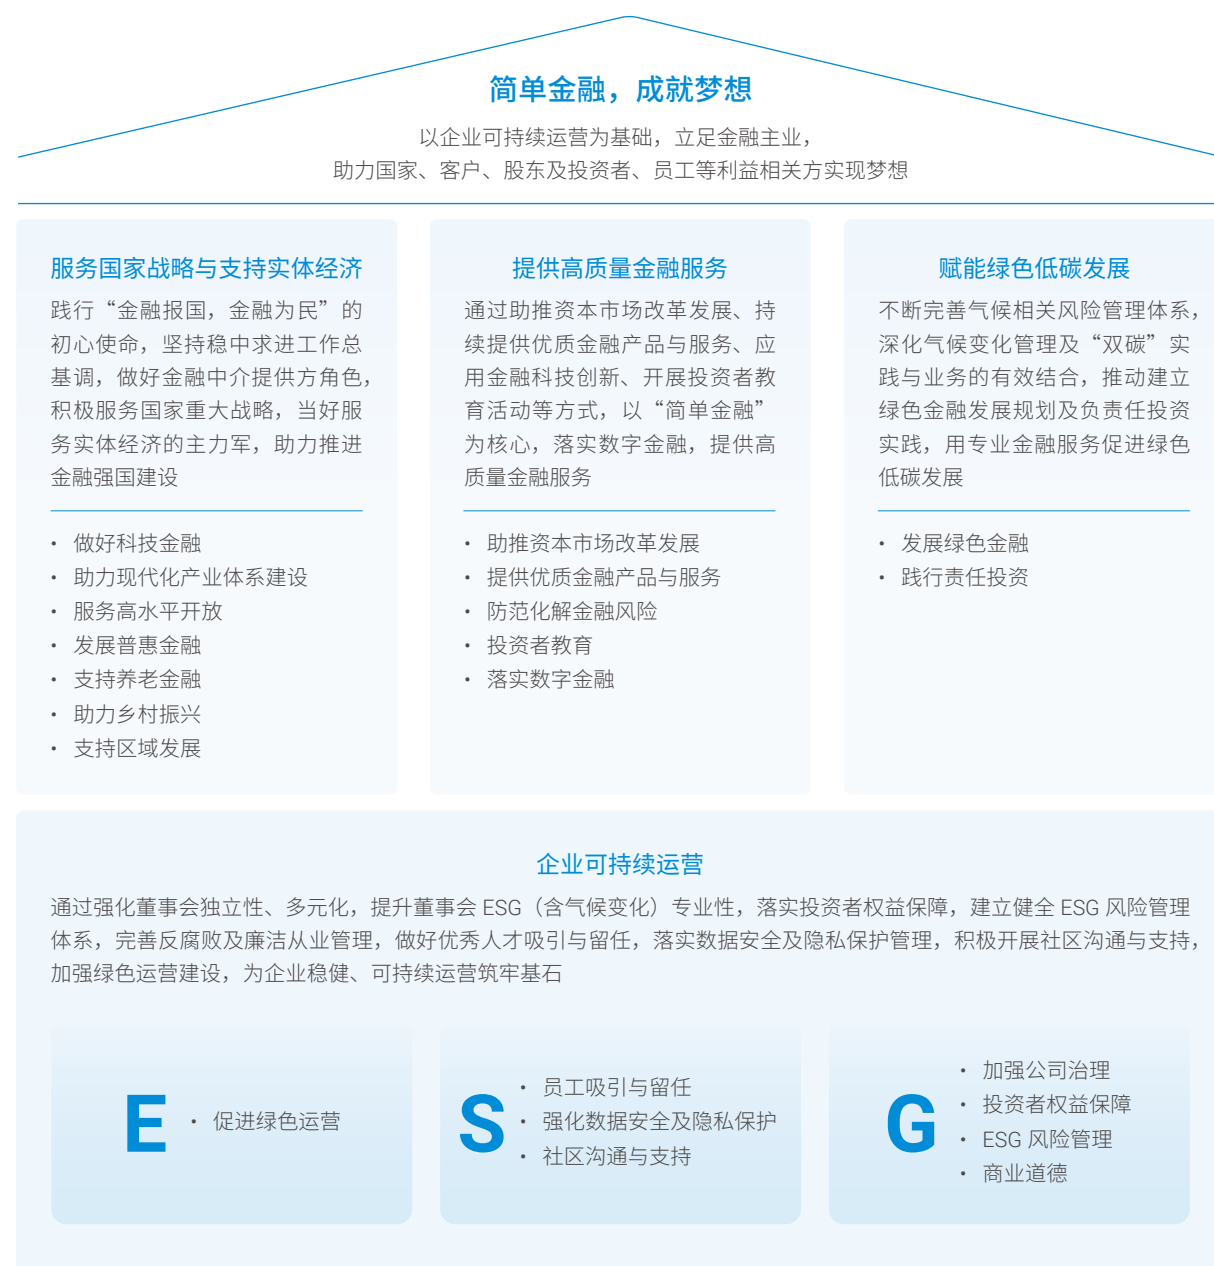 简单金融，成就梦想
以企业可持续运营为基础，立足金融主业，
助力国家、客户、股东及投资者、员工等利益相关方实现梦想
服务国家战略与支持实体经济
践行“金融报国，金融为民”的
初心使命，坚持稳中求进工作总
基调，做好金融中介提供方角色，
积极服务国家重大战略，当好服
务实体经济的主力军，助力推进
金融强国建设
• 做好科技金融
• 助力现代化产业体系建设
• 服务高水平开放
• 发展普惠金融
• 支持养老金融
• 助力乡村振兴
• 支持区域发展
提供高质量金融服务
通过助推资本市场改革发展、持
续提供优质金融产品与服务、应
用金融科技创新、开展投资者教
育活动等方式，以“简单金融”
为核心，落实数字金融，提供高
质量金融服务
• 助推资本市场改革发展
• 提供优质金融产品与服务
• 防范化解金融风险
• 投资者教育
• 落实数字金融
赋能绿色低碳发展
不断完善气候相关风险管理体系，
深化气候变化管理及“双碳”实
践与业务的有效结合，推动建立
绿色金融发展规划及负责任投资
实践，用专业金融服务促进绿色
低碳发展
• 发展绿色金融
• 践行责任投资
企业可持续运营
通过强化董事会独立性、多元化，提升董事会 ESG（含气候变化）专业性，落实投资者权益保障，建立健全 ESG 风险管理
体系，完善反腐败及廉洁从业管理，做好优秀人才吸引与留任，落实数据安全及隐私保护管理，积极开展社区沟通与支持，
加强绿色运营建设，为企业稳健、可持续运营筑牢基石
E
• 促进绿色运营
S
• 员工吸引与留任
• 强化数据安全及隐私保护
• 社区沟通与支持
G
• 加强公司治理
• 投资者权益保障
• ESG 风险管理
• 商业道德